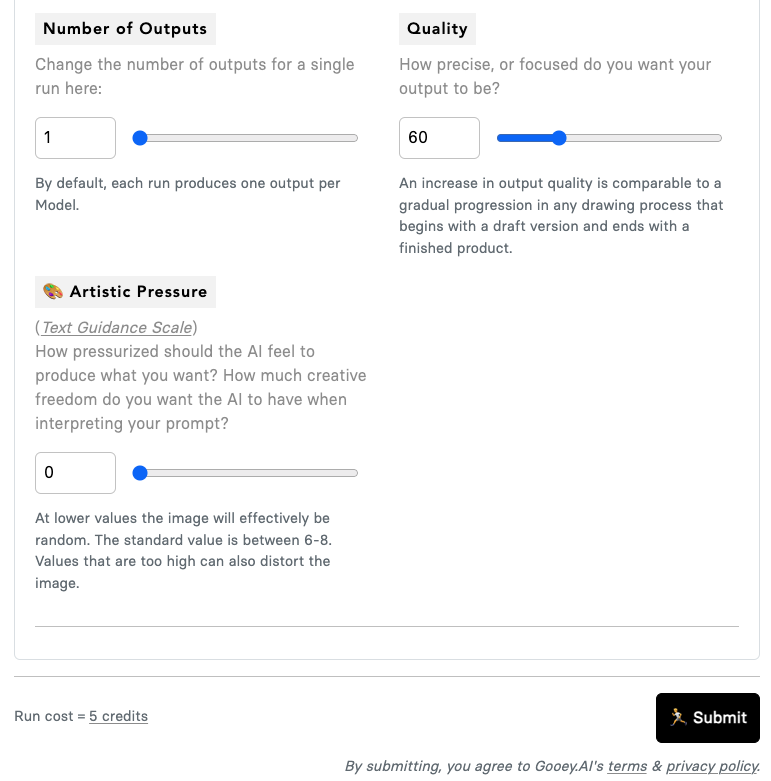 Number of Outputs
Change the number of outputs for a single
run here:
1
By default, each run produces one output per
Model.
Quality
How precise, or focused do you want your
output to be?
60
An increase in output quality is comparable to a
gradual progression in any drawing process that
begins with a draft version and ends with a
finished product.
🎨 Artistic Pressure
(Text Guidance Scale)
How pressurized should the AI feel to
produce what you want? How much creative
freedom do you want the AI to have when
interpreting your prompt?
0
At lower values the image will effectively be
random. The standard value is between 6-8.
Values that are too high can also distort the
image.
Run cost = 5 credits
🏃 Submit
By submitting, you agree to Gooey.AI's terms & privacy policy.